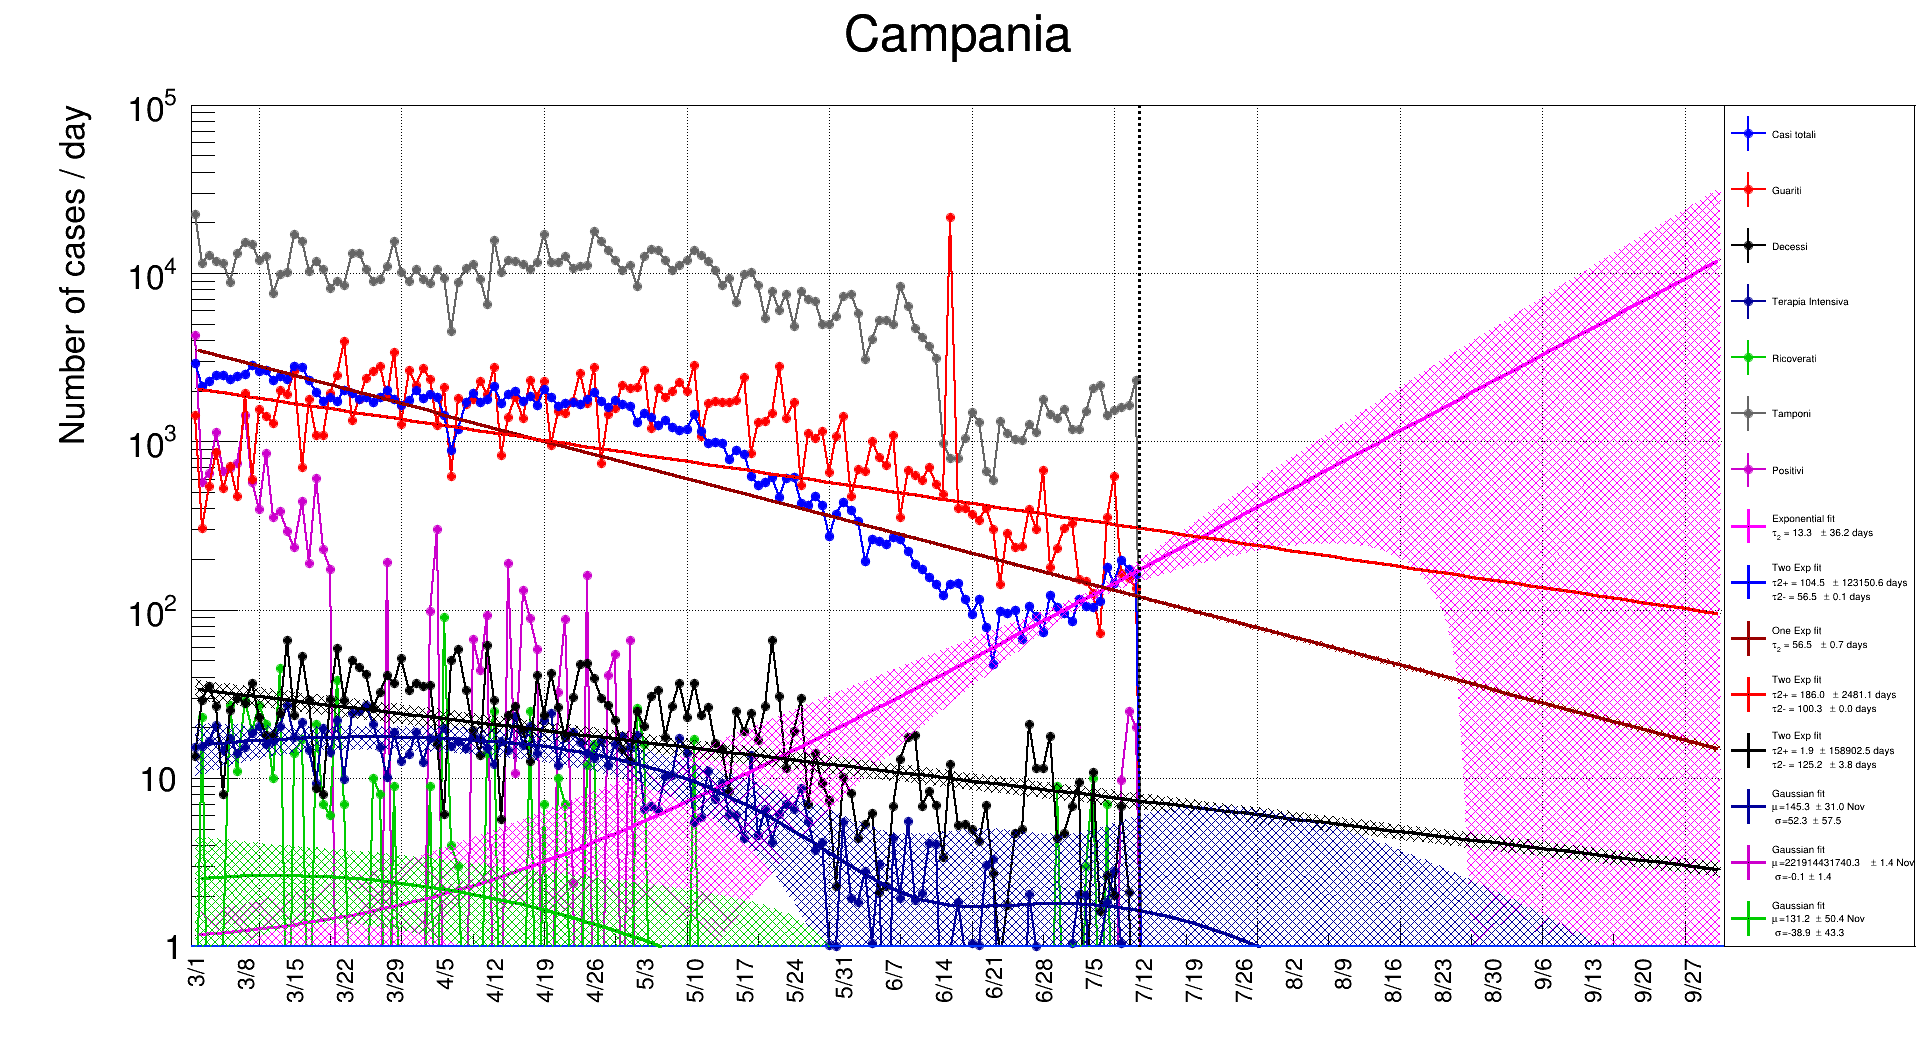 Campania
Number of cases / day
10^5
10^4
10^3
10^2
10
1
3/1 3/8 3/15 3/22 3/29 4/5 4/12 4/19 4/26 5/3 5/10 5/17 5/24 5/31 6/7 6/14 6/21 6/28 7/5 7/12 7/19 7/26 8/2 8/9 8/16 8/23 8/30 9/6 9/13 9/20 9/27
Casi totali
Guariti
Decessi
Terapia Intensiva
Ricoverati
Tamponi
Positivi
Exponential fit
τ2 = 13.3 ± 36.2 days
Two Exp fit
τ2+ = 104.5 ± 123150.6 days
τ2- = 56.5 ± 0.1 days
One Exp fit
τ2 = 56.5 ± 0.7 days
Two Exp fit
τ2+ = 186.0 ± 2481.1 days
τ2- = 100.3 ± 0.0 days
Two Exp fit
τ2+ = 1.9 ± 158902.5 days
τ2- = 125.2 ± 3.8 days
Gaussian fit
μ=145.3 ± 31.0 Nov
σ=52.3 ± 57.5
Gaussian fit
μ=221914431740.3 ± 1.4 Nov
σ=-0.1 ± 1.4
Gaussian fit
μ=131.2 ± 50.4 Nov
σ=-38.9 ± 43.3